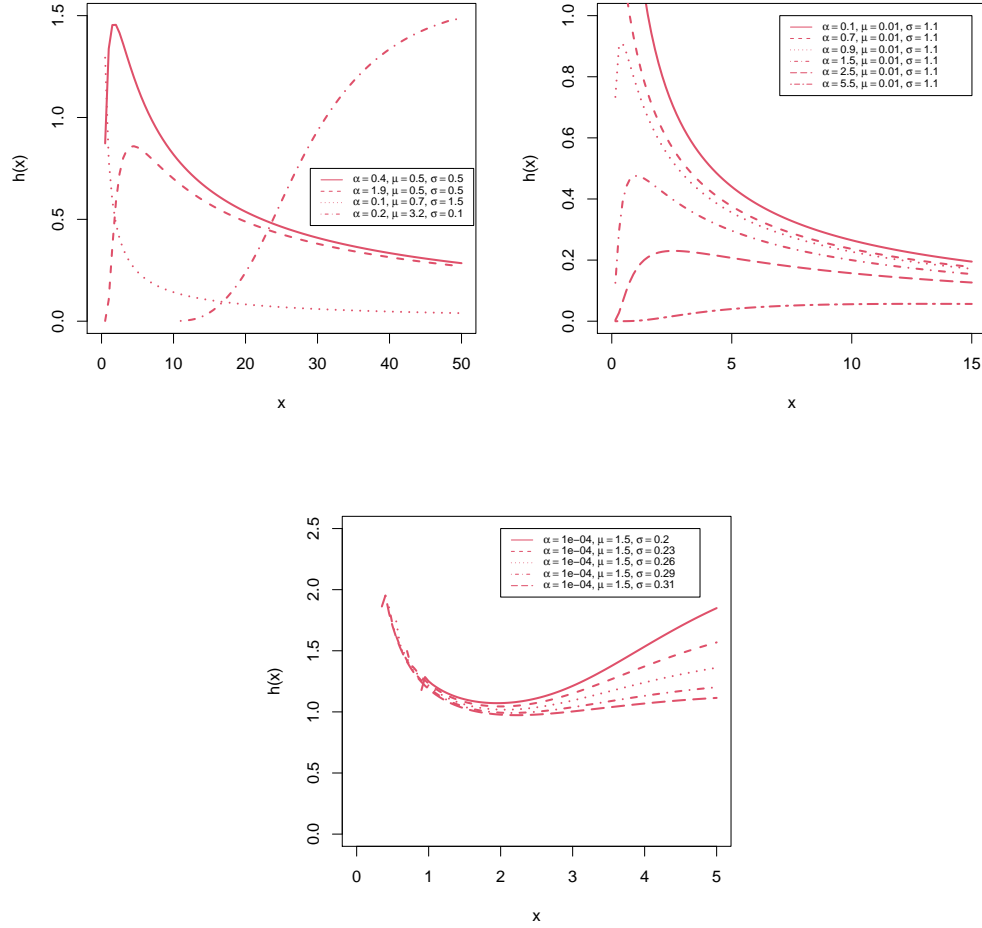 h(x)
1.5
1.0
0.5
0.0
α = 0.4, μ = 0.5, σ = 0.5
α = 1.9, μ = 0.5, σ = 0.5
α = 0.1, μ = 0.7, σ = 1.5
α = 0.2, μ = 3.2, σ = 0.1
0 10 20 30 40 50
x
h(x)
1.0
0.8
0.6
0.4
0.2
0.0
α = 0.1, μ = 0.01, σ = 1.1
α = 0.7, μ = 0.01, σ = 1.1
α = 0.9, μ = 0.01, σ = 1.1
α = 1.5, μ = 0.01, σ = 1.1
α = 2.5, μ = 0.01, σ = 1.1
α = 5.5, μ = 0.01, σ = 1.1
0 5 10 15
x
h(x)
2.5
2.0
1.5
1.0
0.5
0.0
α = 1e−04, μ = 1.5, σ = 0.2
α = 1e−04, μ = 1.5, σ = 0.23
α = 1e−04, μ = 1.5, σ = 0.26
α = 1e−04, μ = 1.5, σ = 0.29
α = 1e−04, μ = 1.5, σ = 0.31
0 1 2 3 4 5
x